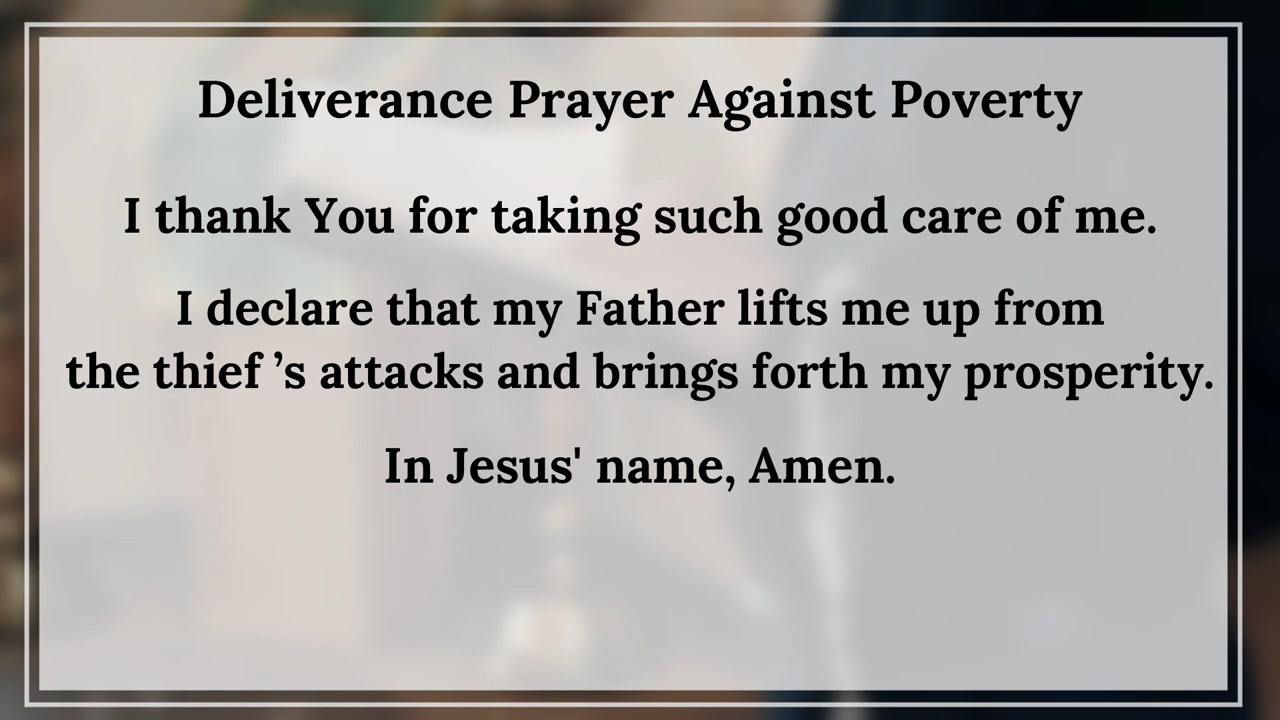 Deliverance Prayer Against Poverty
I thank You for taking such good care of me.
I declare that my Father lifts me up from
the thief ’s attacks and brings forth my prosperity.
In Jesus' name, Amen.